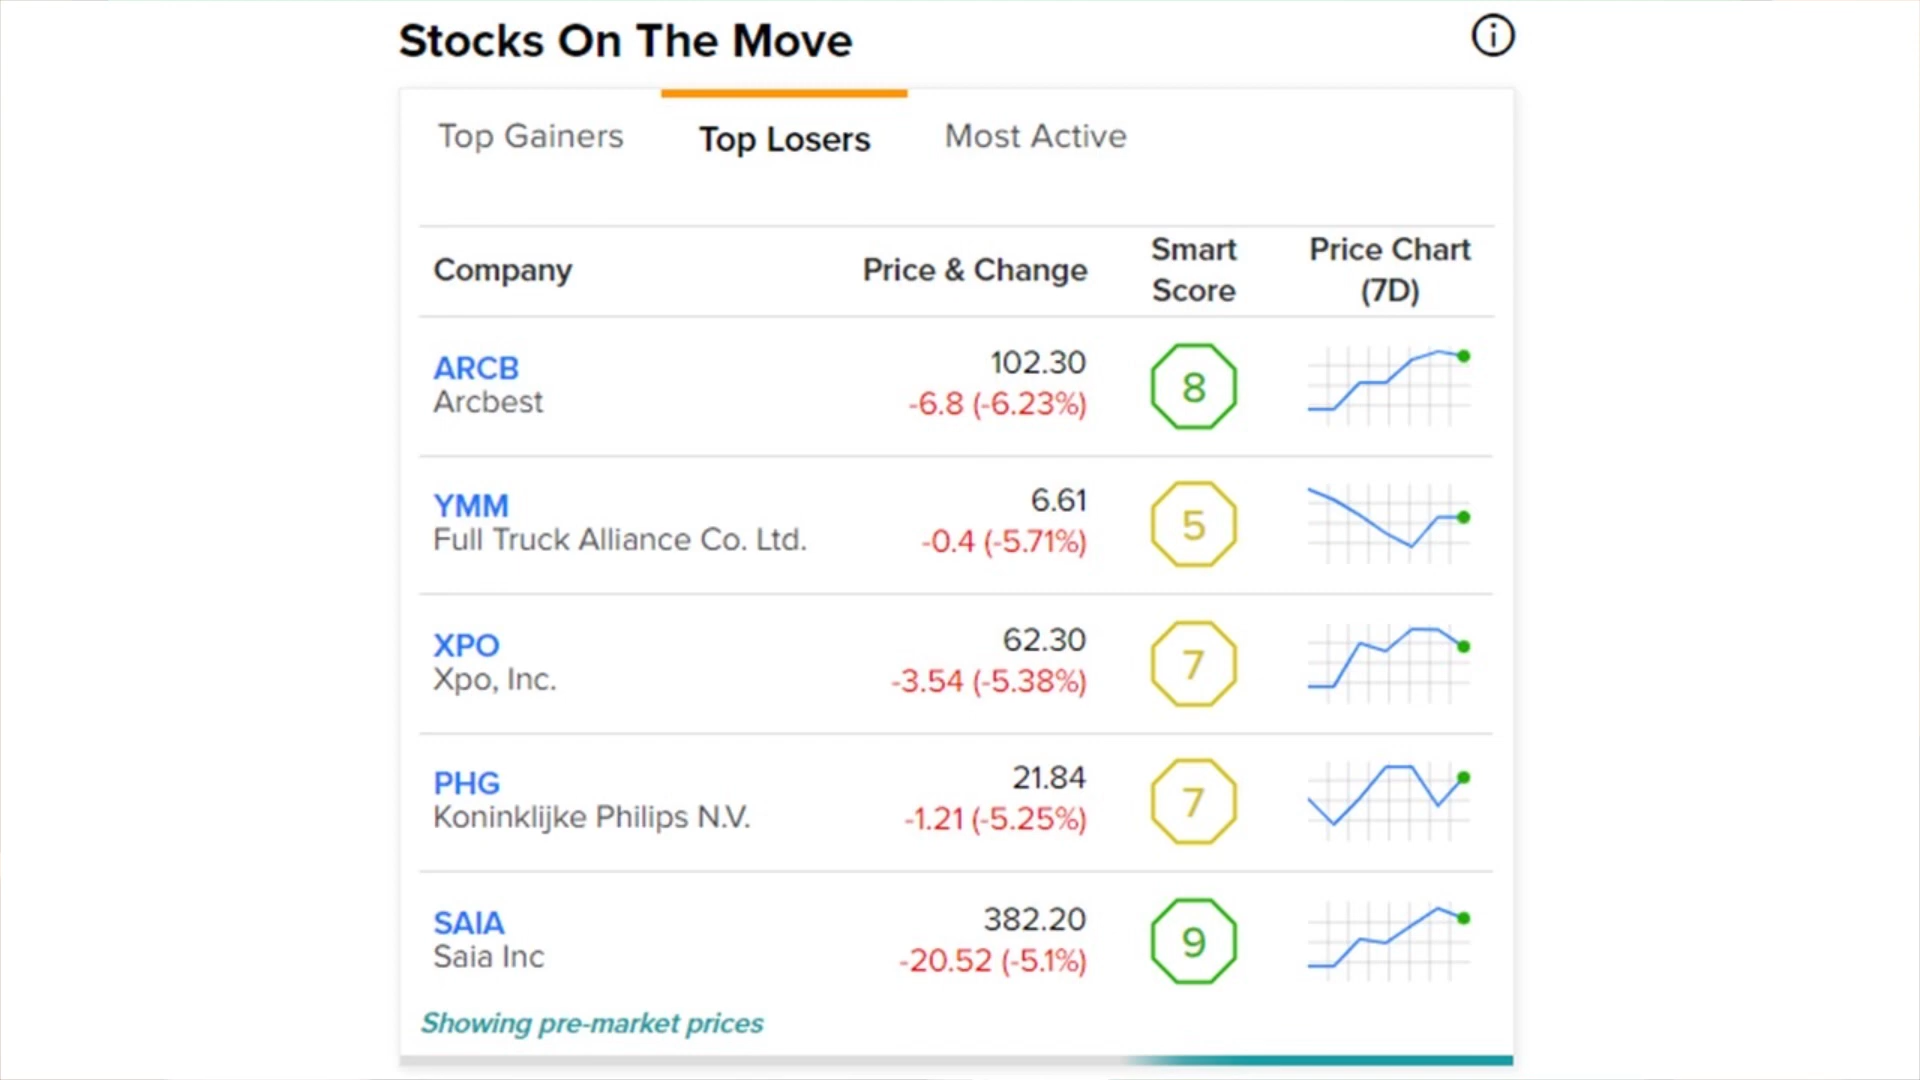 Stocks On The Move
Top Gainers Top Losers Most Active
Company Price & Change Smart Score Price Chart (7D)
ARCB
Arcbest
102.30
-6.8 (-6.23%)
8
YMM
Full Truck Alliance Co. Ltd.
6.61
-0.4 (-5.71%)
5
XPO
Xpo, Inc.
62.30
-3.54 (-5.38%)
7
PHG
Koninklijke Philips N.V.
21.84
-1.21 (-5.25%)
7
SAIA
Saia Inc
382.20
-20.52 (-5.1%)
9
Showing pre-market prices